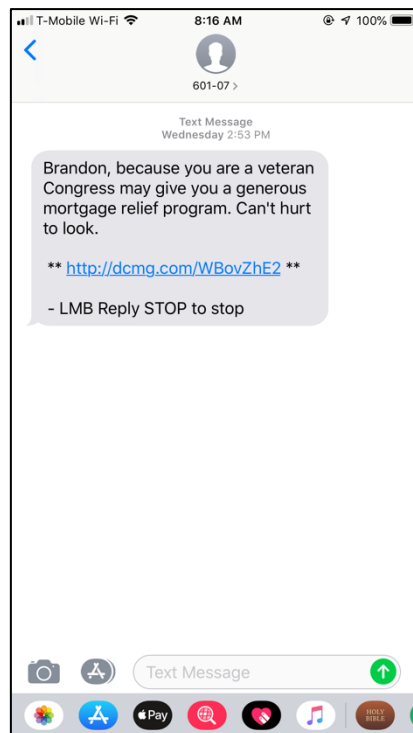 T-Mobile Wi-Fi 8:16 AM 100%
601-07 >
Text Message
Wednesday 2:53 PM
Brandon, because you are a veteran
Congress may give you a generous
mortgage relief program. Can't hurt
to look.
** http://dcmg.com/WBovZhE2 **
- LMB Reply STOP to stop
Text Message
Pay
HOLY
BIBLE